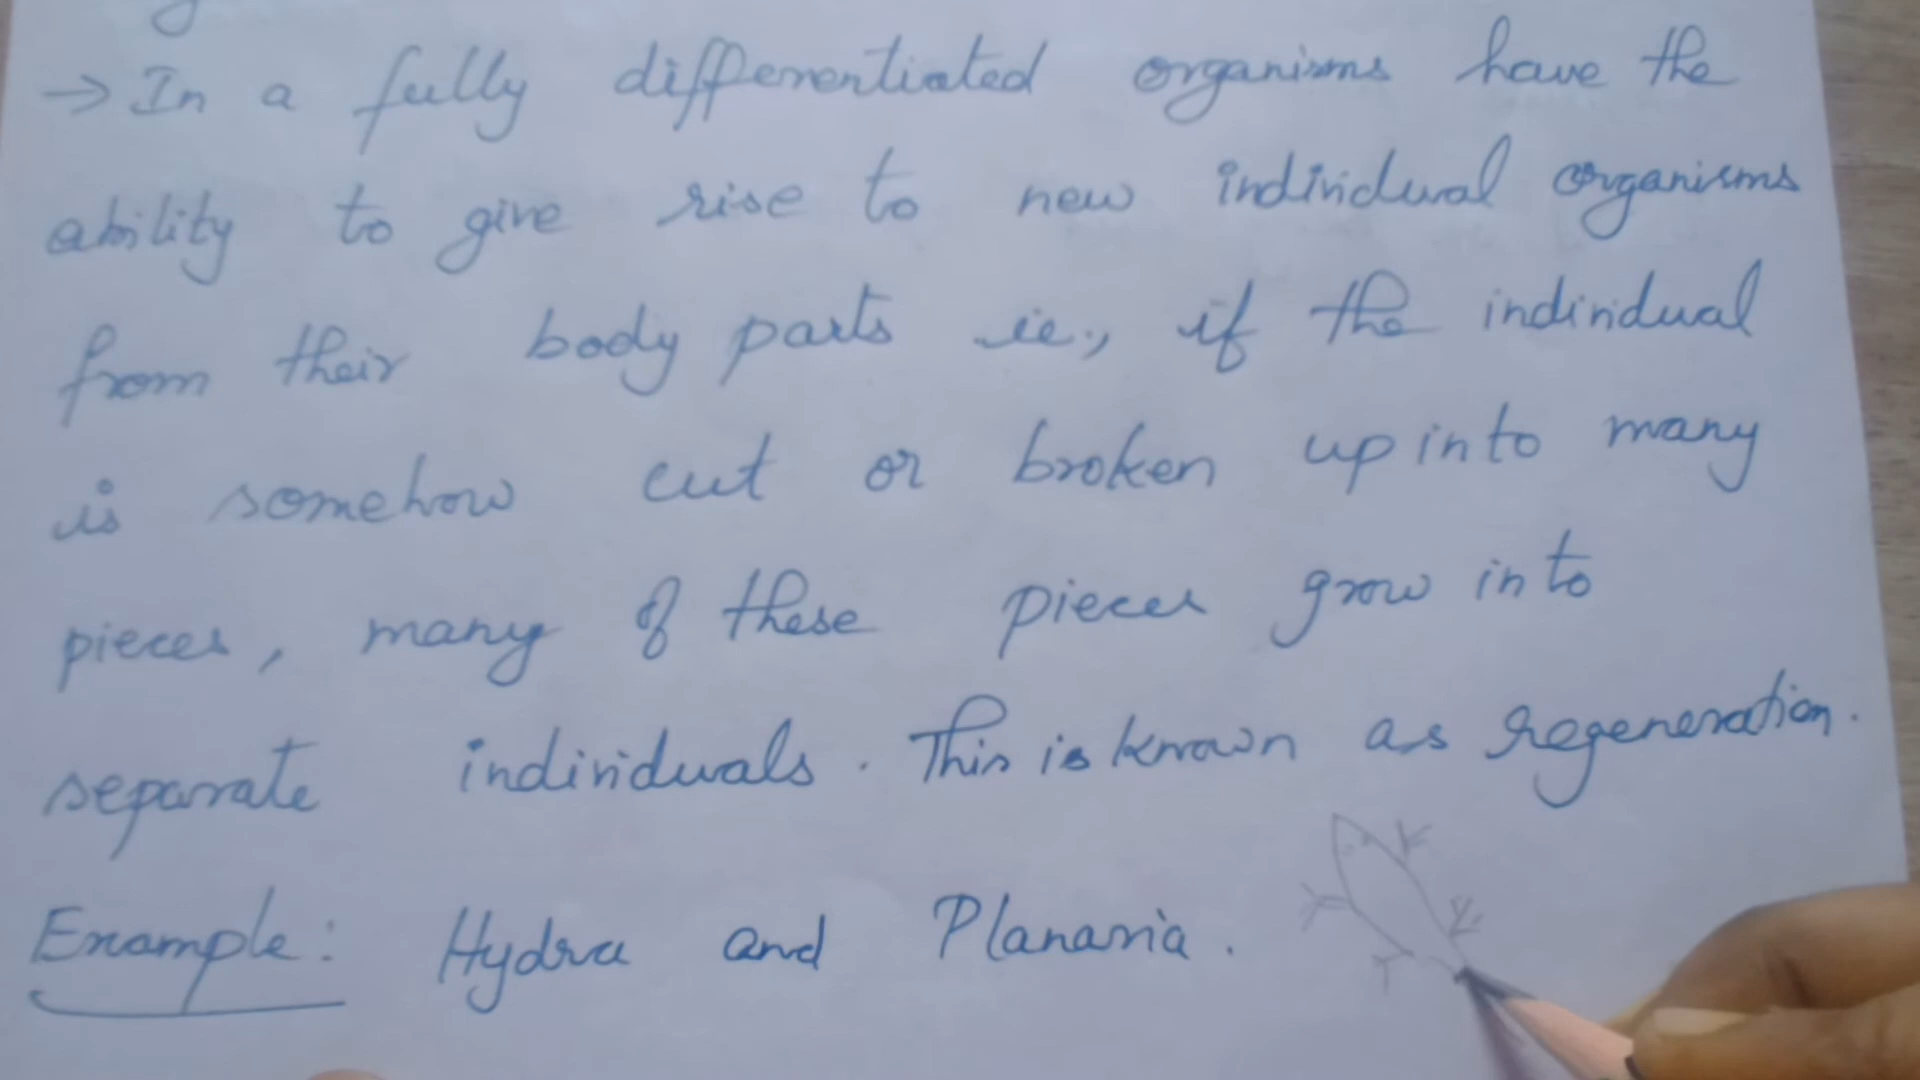 → In a fully differentiated organisms have the
ability to give rise to new individual organisms
from their body parts ie., if the individual
is somehow cut or broken up into many
pieces, many of these pieces grow into
separate individuals. This is known as regeneration.
Example: Hydra and Planaria.